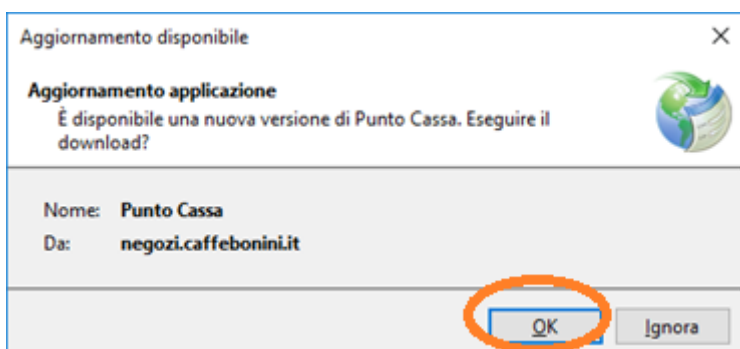 Aggiornamento disponibile
Aggiornamento applicazione
È disponibile una nuova versione di Punto Cassa. Eseguire il
download?
Nome: Punto Cassa
Da: negozi.caffebonini.it
OK Ignora